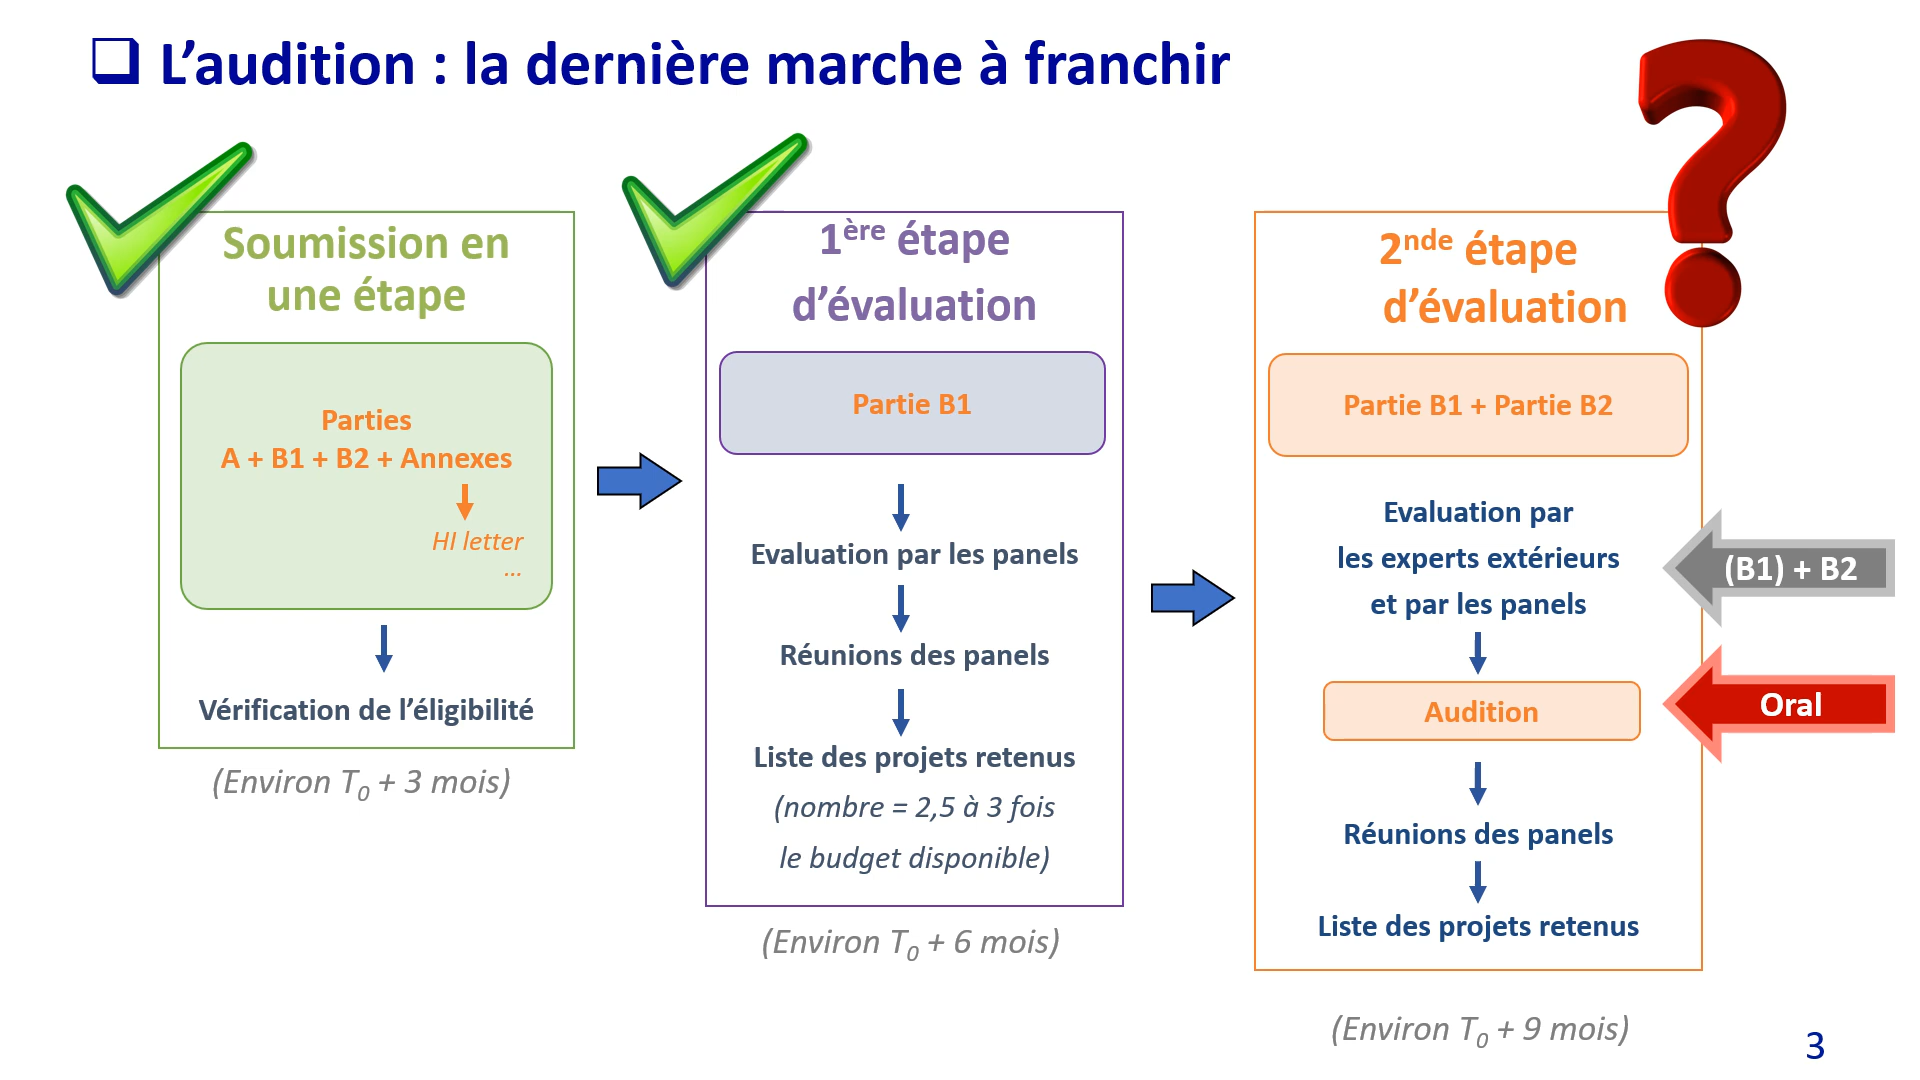 L’audition : la dernière marche à franchir
Soumission en
une étape
Parties
A + B1 + B2 + Annexes
HI letter
...
Vérification de l’éligibilité
(Environ T0 + 3 mois)
1ère étape
d’évaluation
Partie B1
Evaluation par les panels
Réunions des panels
Liste des projets retenus
(nombre = 2,5 à 3 fois
le budget disponible)
(Environ T0 + 6 mois)
2nde étape
d’évaluation
?
Partie B1 + Partie B2
Evaluation par
les experts extérieurs
et par les panels
(B1) + B2
Audition
Oral
Réunions des panels
Liste des projets retenus
(Environ T0 + 9 mois)
3